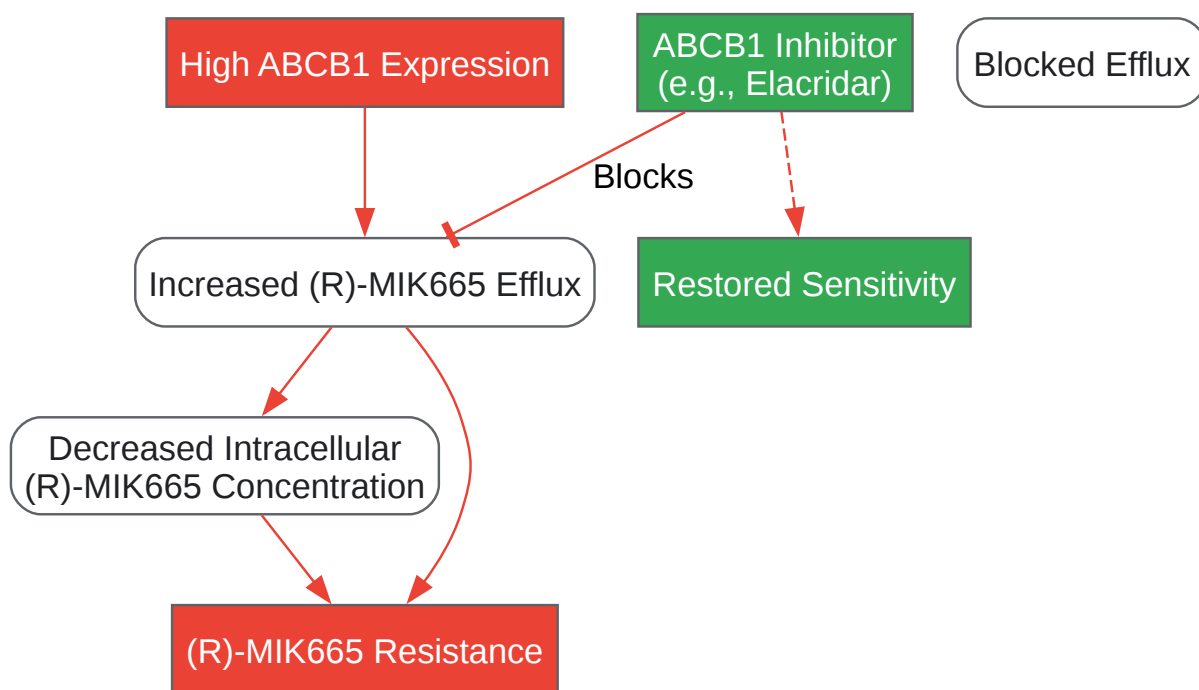 High ABCB1 Expression
ABCB1 Inhibitor
(e.g., Elacridar)
Blocked Efflux
Blocks
Increased (R)-MIK665 Efflux
Restored Sensitivity
Decreased Intracellular
(R)-MIK665 Concentration
(R)-MIK665 Resistance